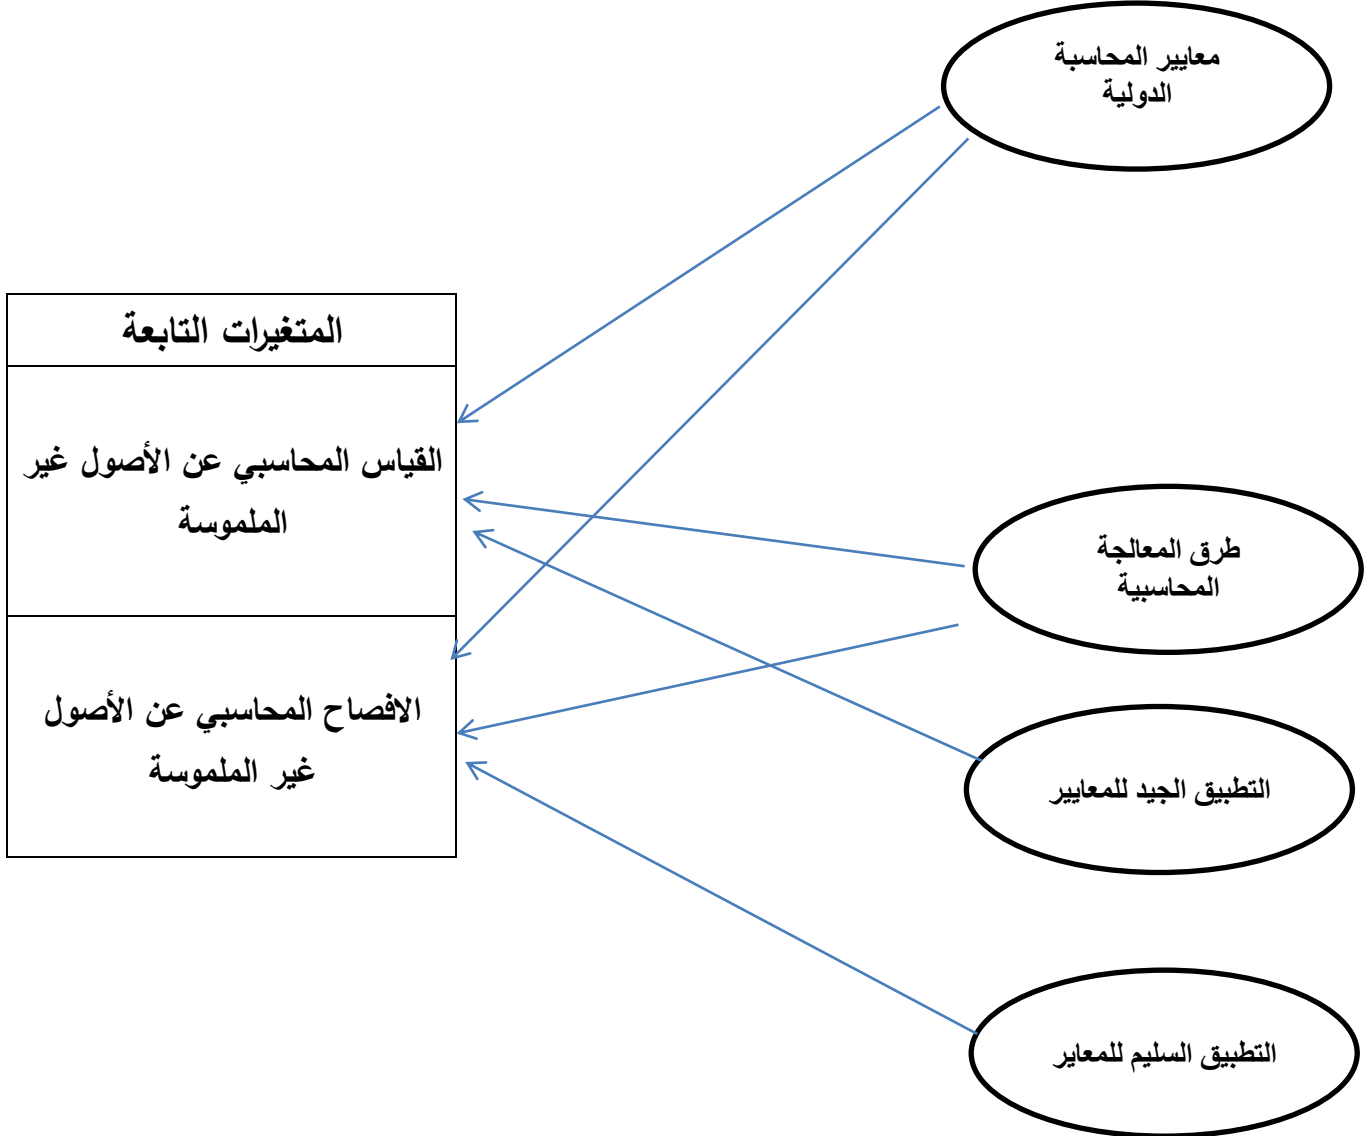 معايير المحاسبة
الدولية
المتغيرات التابعة
القياس المحاسبي عن الأصول غير
الملموسة
طرق المعالجة
المحاسبية
الافصاح المحاسبي عن الأصول
غير الملموسة
التطبيق الجيد للمعايير
التطبيق السليم للمعاير